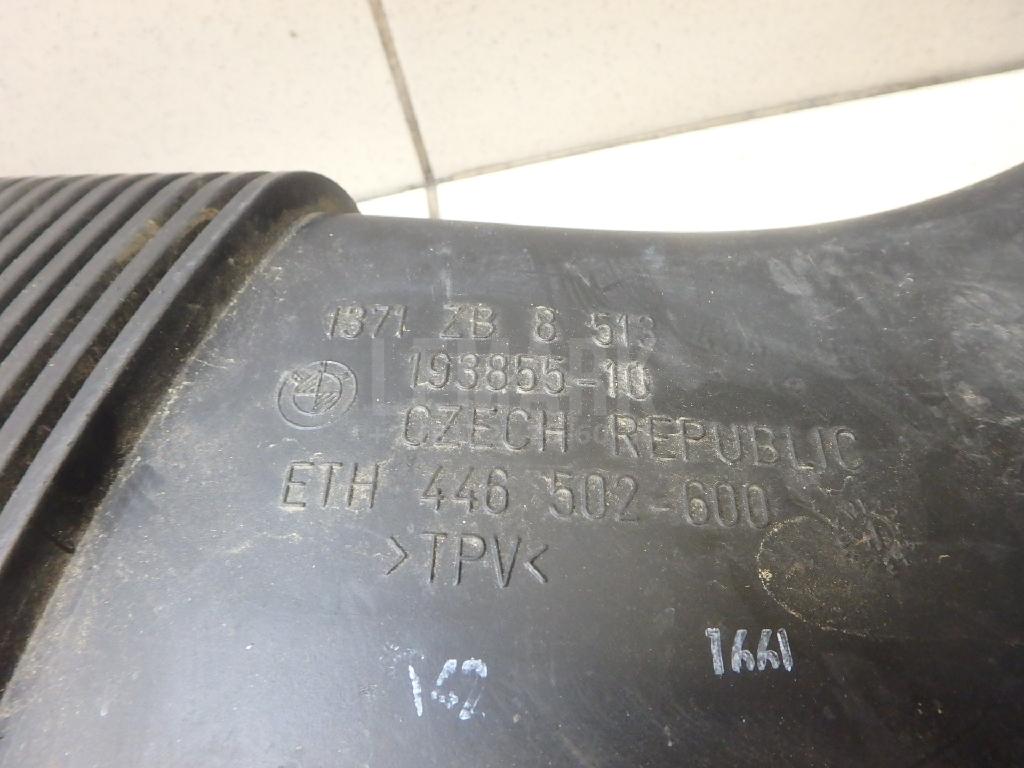 1371 ZB 8 513
193855-10
CZECH REPUBLIC
ETH 446 502-600
>TPV<
142
1661